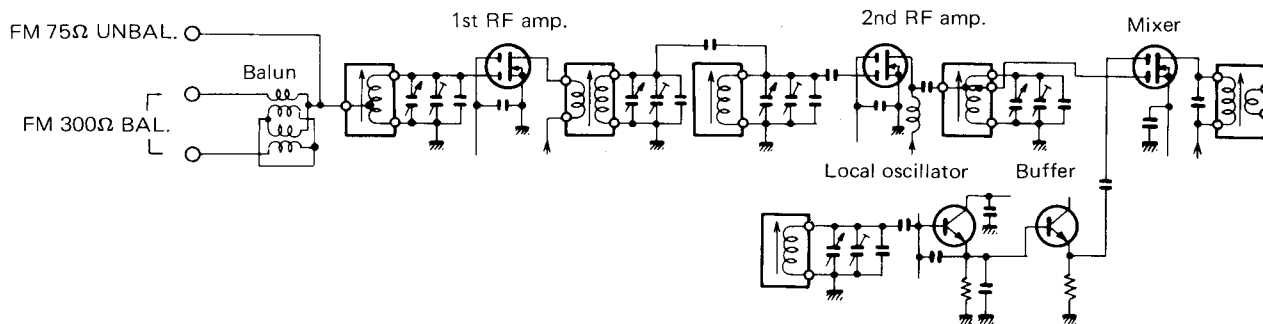 1st RF amp.
2nd RF amp.
Mixer
FM 75Ω UNBAL.
Balun
FM 300Ω BAL.
Local oscillator
Buffer